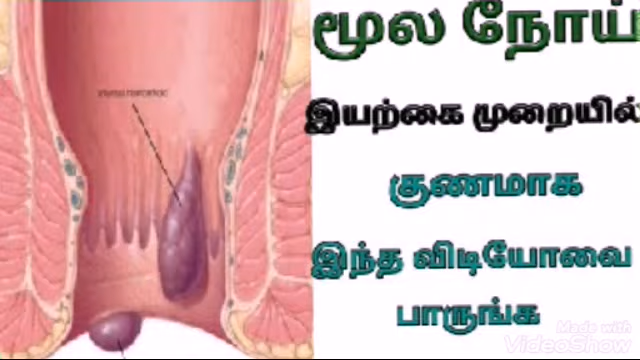 மூல நோய்
இயற்கை முறையில்
குணமாக
இந்த விடியோவை
பாருங்க
Made with
VideoShow